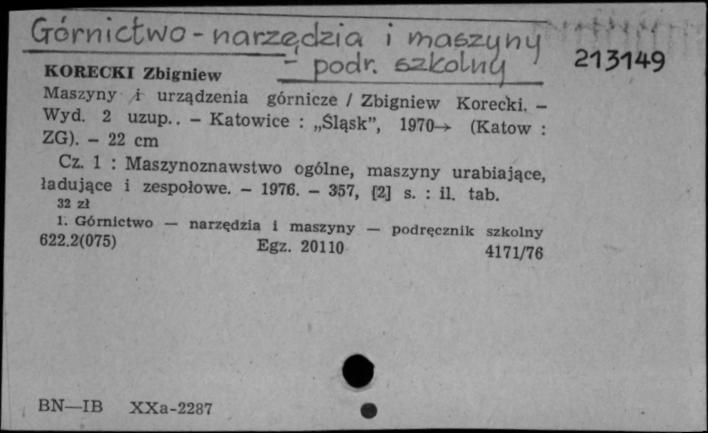 Górnictwo - narzędzia i maszyny
- podr. szkolny
213149
KORECKI Zbigniew
Maszyny i urządzenia górnicze / Zbigniew Korecki. —
Wyd. 2 uzup.. — Katowice : „Śląsk”, 1970→ (Katow :
ZG). — 22 cm
Cz. 1 : Maszynoznawstwo ogólne, maszyny urabiające,
ładujące i zespołowe. — 1976. — 357, [2] s. : il. tab.
32 zł
1. Górnictwo — narzędzia i maszyny — podręcznik szkolny
622.2(075) Egz. 20110 4171/76
BN—IB XXa-2287